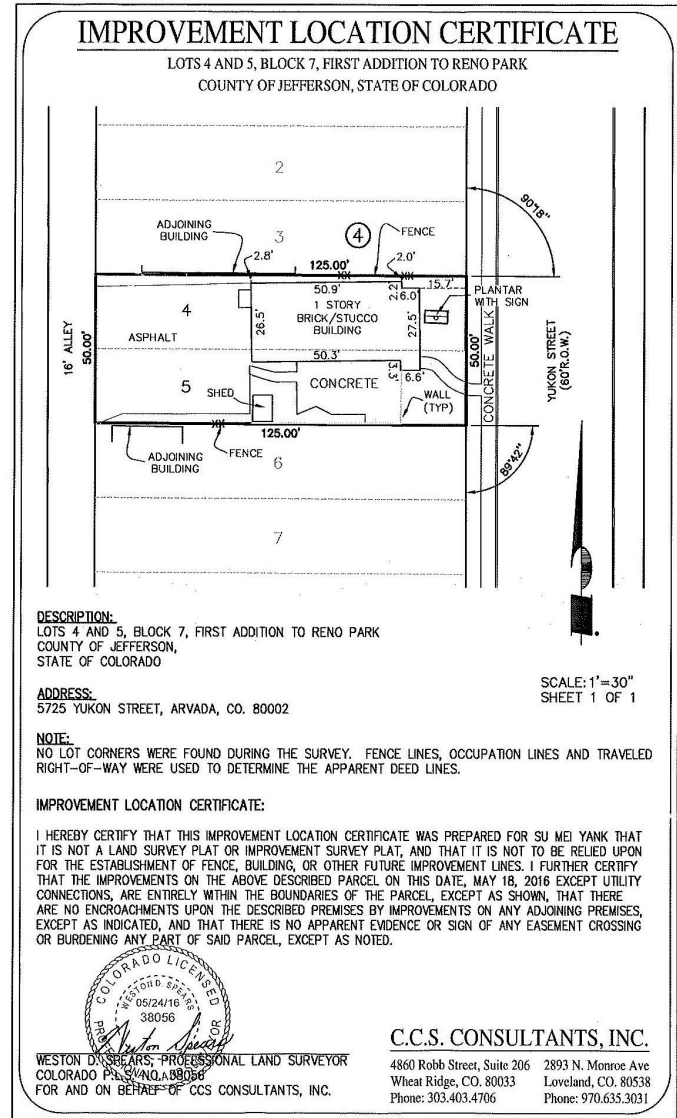 IMPROVEMENT LOCATION CERTIFICATE
LOTS 4 AND 5, BLOCK 7, FIRST ADDITION TO RENO PARK
COUNTY OF JEFFERSON, STATE OF COLORADO
2
90°18'
ADJOINING
BUILDING
3
4
FENCE
2.8'
125.00'
2.0'
50.9'
2.2'
6.0'
15.7'
PLANTAR
WITH SIGN
4
1 STORY
BRICK/STUCCO
BUILDING
26.5'
27.5'
ASPHALT
16' ALLEY
50.00'
50.00'
CONCRETE WALK
YUKON STREET
(60'R.O.W.)
50.3'
3.3'
6.6'
5
SHED
CONCRETE
WALL
(TYP)
125.00'
FENCE
ADJOINING
BUILDING
6
89°42'
7
DESCRIPTION:
LOTS 4 AND 5, BLOCK 7, FIRST ADDITION TO RENO PARK
COUNTY OF JEFFERSON,
STATE OF COLORADO
SCALE: 1'=30"
SHEET 1 OF 1
ADDRESS:
5725 YUKON STREET, ARVADA, CO. 80002
NOTE:
NO LOT CORNERS WERE FOUND DURING THE SURVEY. FENCE LINES, OCCUPATION LINES AND TRAVELED
RIGHT-OF-WAY WERE USED TO DETERMINE THE APPARENT DEED LINES.
IMPROVEMENT LOCATION CERTIFICATE:
I HEREBY CERTIFY THAT THIS IMPROVEMENT LOCATION CERTIFICATE WAS PREPARED FOR SU MEI YANK THAT
IT IS NOT A LAND SURVEY PLAT OR IMPROVEMENT SURVEY PLAT, AND THAT IT IS NOT TO BE RELIED UPON
FOR THE ESTABLISHMENT OF FENCE, BUILDING, OR OTHER FUTURE IMPROVEMENT LINES. I FURTHER CERTIFY
THAT THE IMPROVEMENTS ON THE ABOVE DESCRIBED PARCEL ON THIS DATE, MAY 18, 2016 EXCEPT UTILITY
CONNECTIONS, ARE ENTIRELY WITHIN THE BOUNDARIES OF THE PARCEL, EXCEPT AS SHOWN, THAT THERE
ARE NO ENCROACHMENTS UPON THE DESCRIBED PREMISES BY IMPROVEMENTS ON ANY ADJOINING PREMISES,
EXCEPT AS INDICATED, AND THAT THERE IS NO APPARENT EVIDENCE OR SIGN OF ANY EASEMENT CROSSING
OR BURDENING ANY PART OF SAID PARCEL, EXCEPT AS NOTED.
COLORADO LICENSED
WESTON D. SPEARS
05/24/16
38056
Weston Spears
WESTON D. SPEARS, PROFESSIONAL LAND SURVEYOR
COLORADO P.L.S. NO. 38056
FOR AND ON BEHALF OF CCS CONSULTANTS, INC.
C.C.S. CONSULTANTS, INC.
4860 Robb Street, Suite 206
Wheat Ridge, CO. 80033
Phone: 303.403.4706
2893 N. Monroe Ave
Loveland, CO. 80538
Phone: 970.635.3031